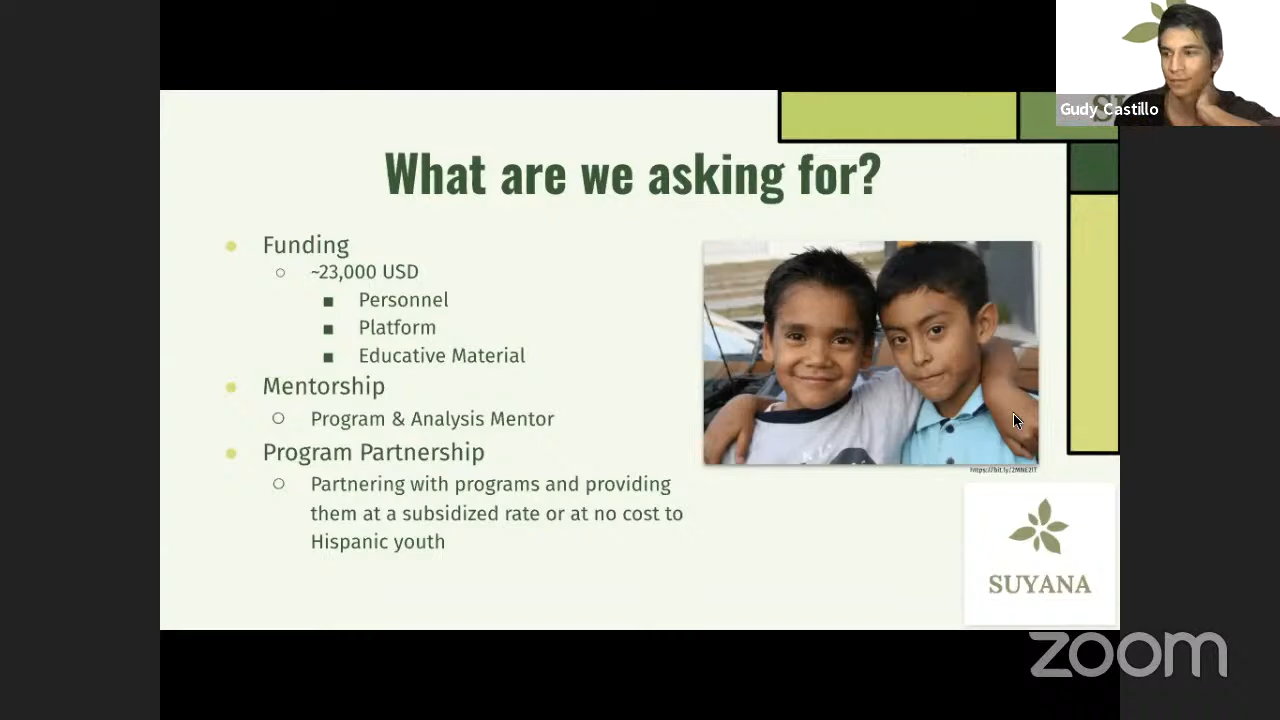 Gudy Castillo
What are we asking for?
Funding
~23,000 USD
Personnel
Platform
Educative Material
Mentorship
Program & Analysis Mentor
Program Partnership
Partnering with programs and providing
them at a subsidized rate or at no cost to
Hispanic youth
SUYANA
zoom